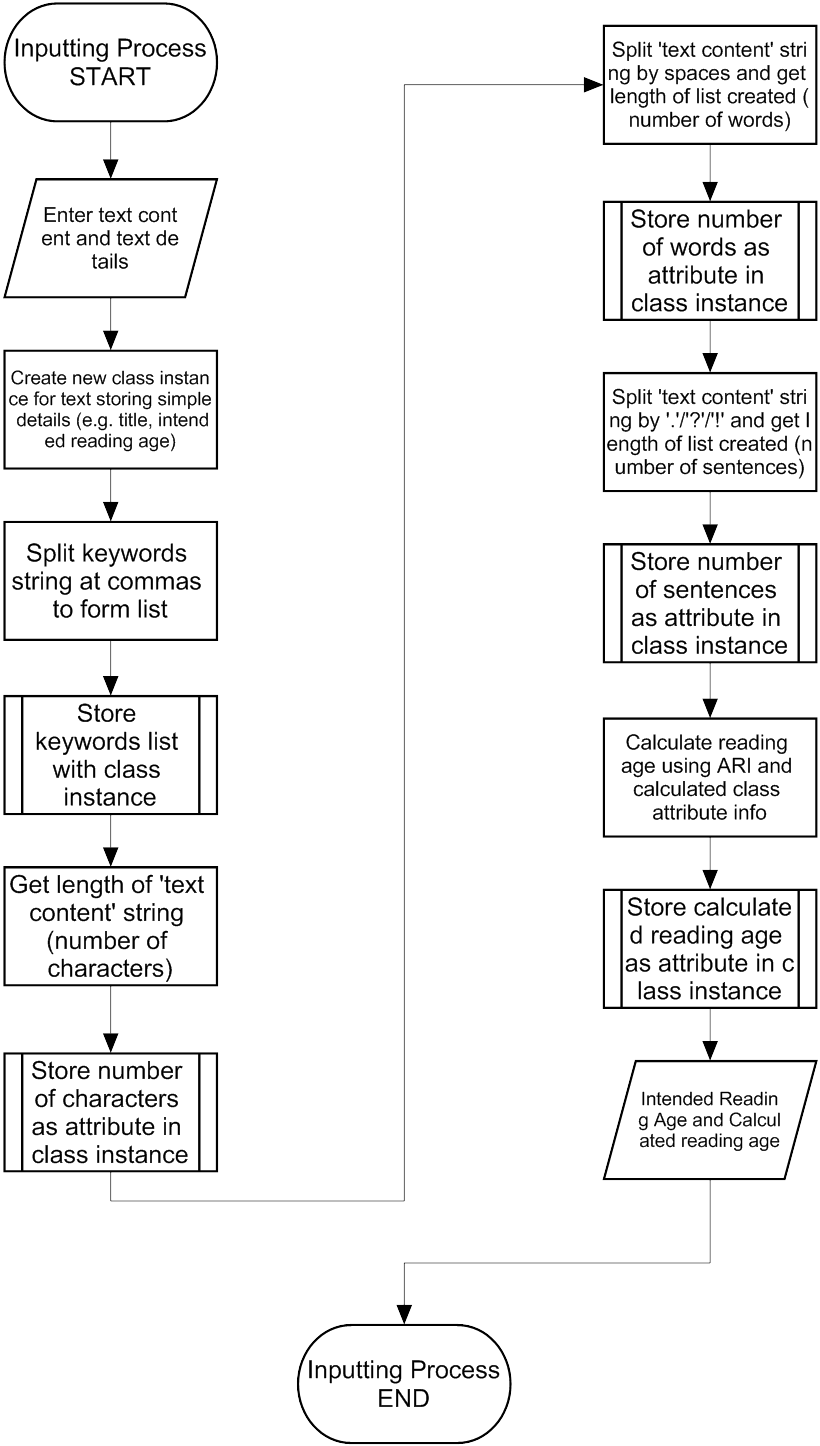 Inputting Process
START
Enter text cont
ent and text de
tails
Create new class instan
ce for text storing simple
details (e.g. title, intend
ed reading age)
Split keywords
string at commas
to form list
Store
keywords list
with class
instance
Get length of 'text
content' string
(number of
characters)
Store number
of characters
as attribute in
class instance
Split 'text content' stri
ng by spaces and get
length of list created (
number of words)
Store number
of words as
attribute in
class instance
Split 'text content' stri
ng by '.'/'?'/'!' and get l
ength of list created (n
umber of sentences)
Store number
of sentences
as attribute in
class instance
Calculate reading
age using ARI and
calculated class
attribute info
Store calculate
d reading age
as attribute in c
lass instance
Intended Readin
g Age and Calcul
ated reading age
Inputting Process
END